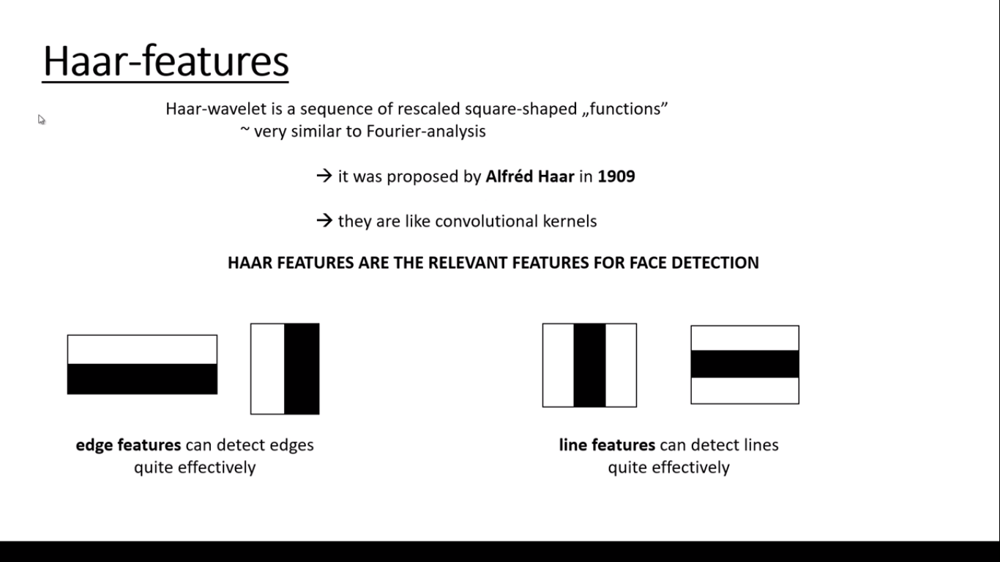 Haar-features
Haar-wavelet is a sequence of rescaled square-shaped „functions”
~ very similar to Fourier-analysis
→ it was proposed by Alfréd Haar in 1909
→ they are like convolutional kernels
HAAR FEATURES ARE THE RELEVANT FEATURES FOR FACE DETECTION
edge features can detect edges
quite effectively
line features can detect lines
quite effectively